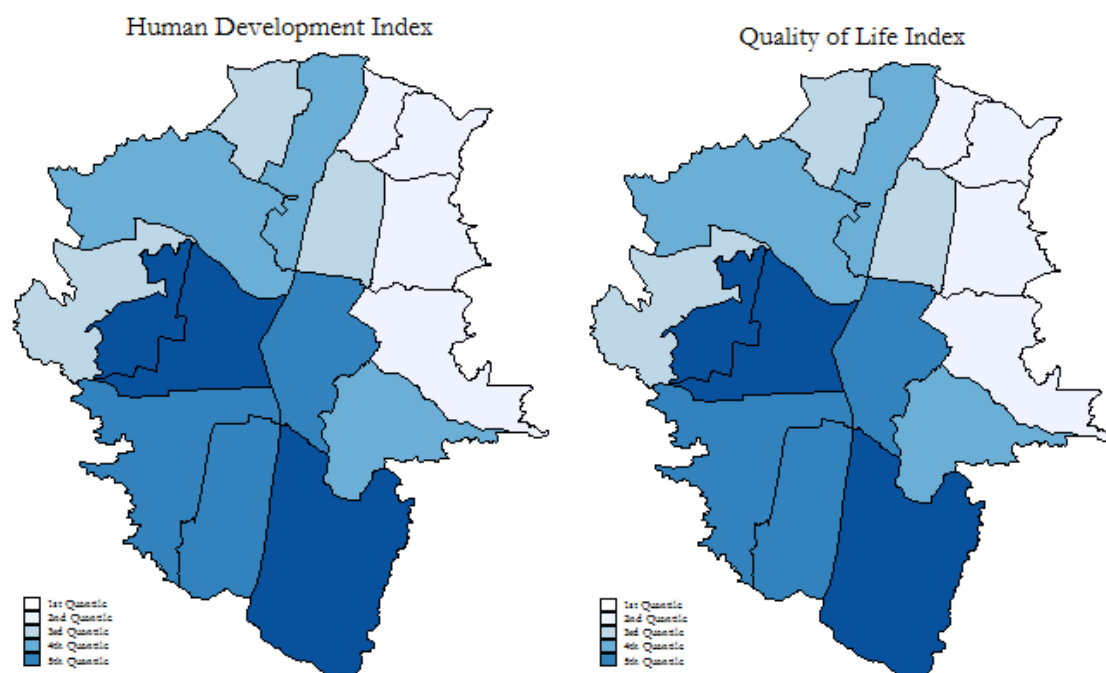 Human Development Index
Quality of Life Index
1st Quantile
2nd Quantile
3rd Quantile
4th Quantile
5th Quantile
1st Quantile
2nd Quantile
3rd Quantile
4th Quantile
5th Quantile